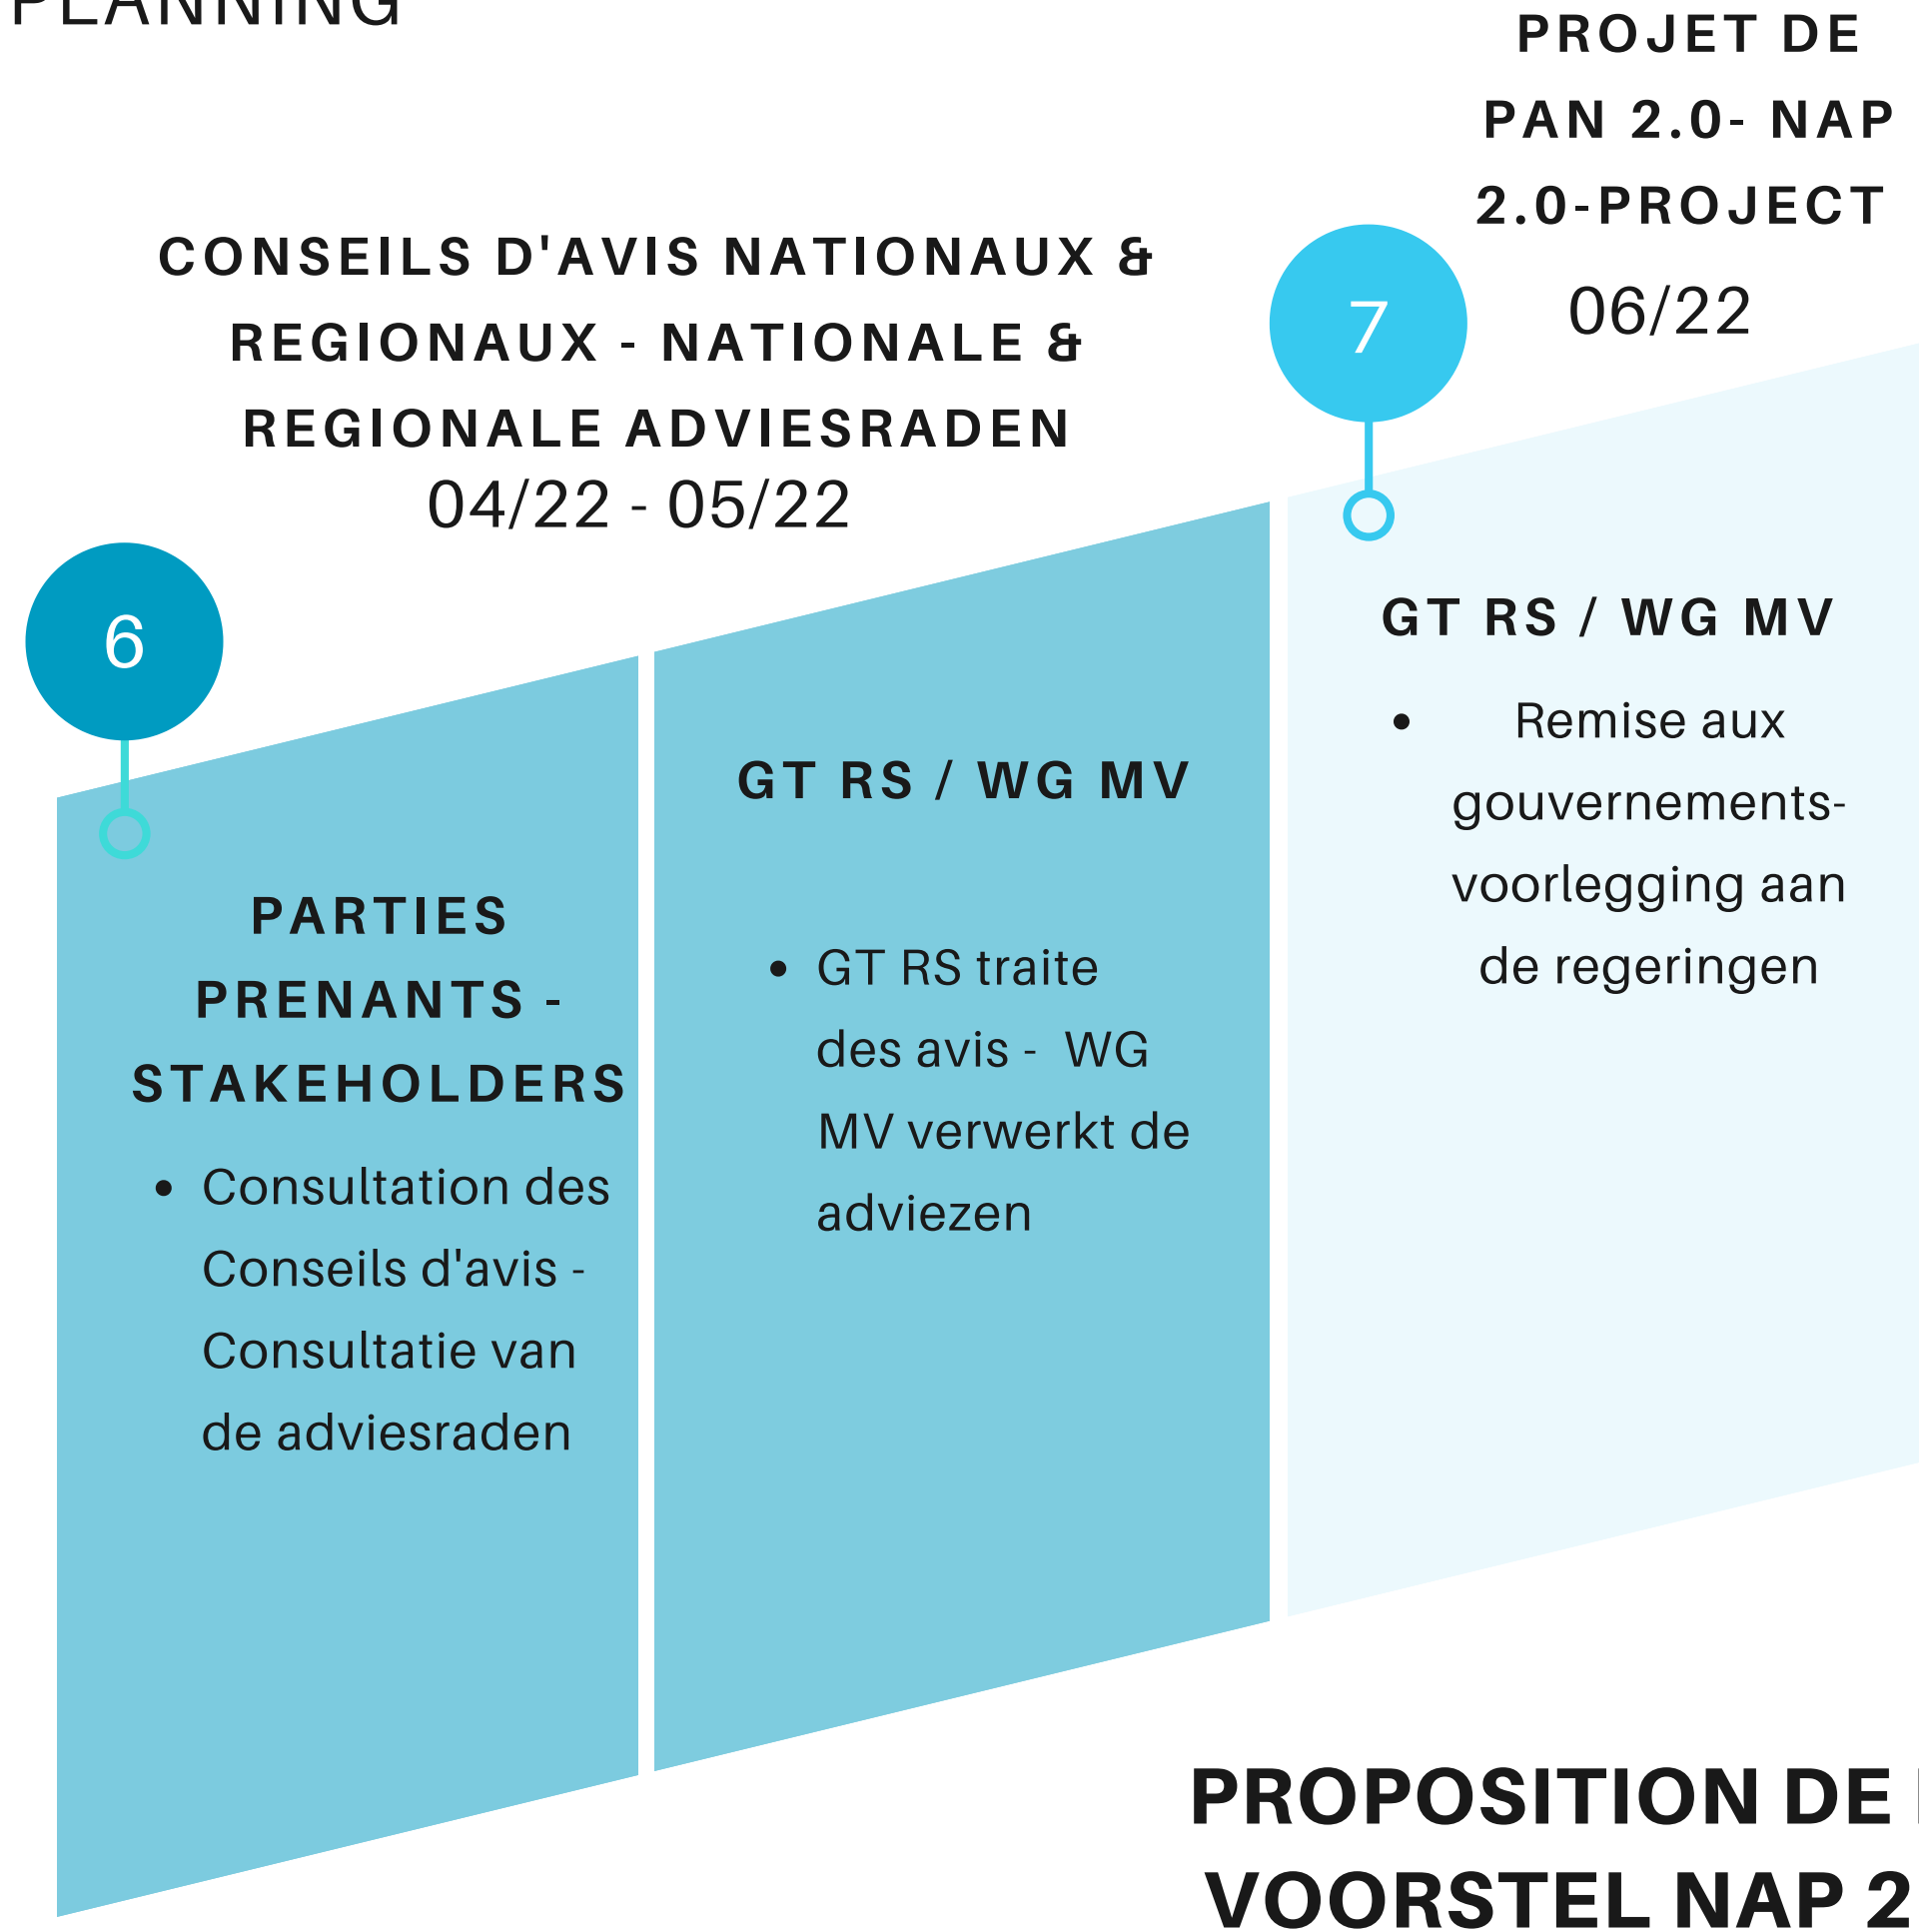 PLANNING
CONSEILS D'AVIS NATIONAUX &
REGIONAUX - NATIONALE &
REGIONALE ADVIESRADEN
04/22 - 05/22
6
PARTIES
PRENANTS -
STAKEHOLDERS
• Consultation des
Conseils d'avis -
Consultatie van
de adviesraden
GT RS / WG MV
• GT RS traite
des avis - WG
MV verwerkt de
adviezen
PROJET DE
PAN 2.0- NAP
2.0-PROJECT
06/22
7
GT RS / WG MV
• Remise aux
gouvernements-
voorlegging aan
de regeringen
PROPOSITION DE
VOORSTEL NAP 2